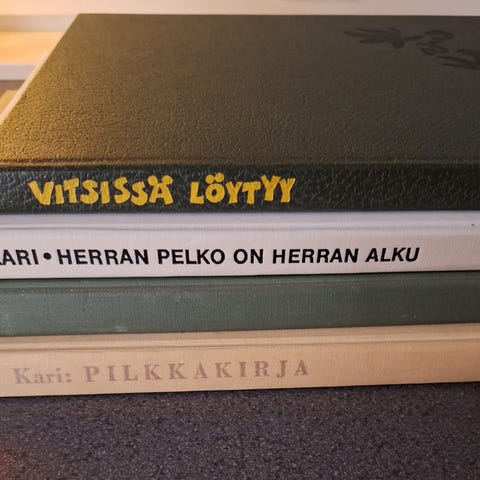 VITSISSÄ LÖYTYY
KARI • HERRAN PELKO ON HERRAN ALKU
Kari: PILKKAKIRJA